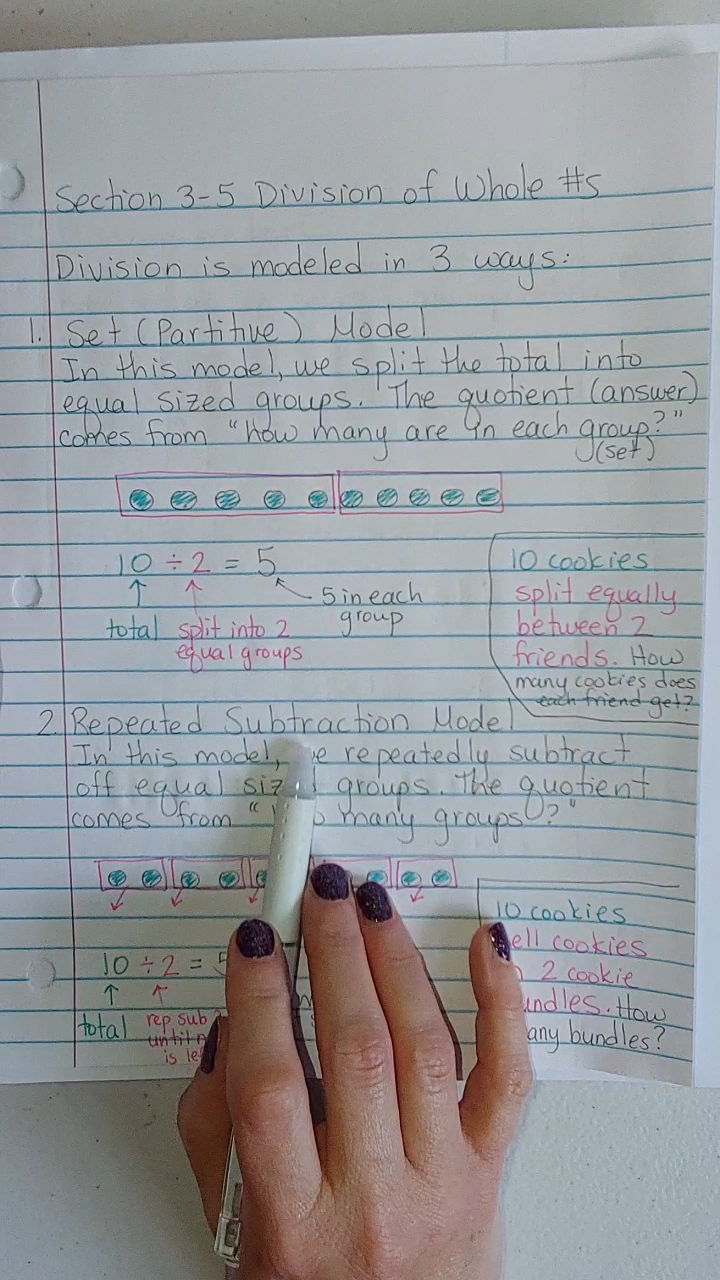 Section 3-5 Division of Whole #s
Division is modeled in 3 ways:
1. Set (Partitive) Model
In this model, we split the total into
equal sized groups. The quotient (answer)
comes from "how many are in each group?"
(set)
10 ÷ 2 = 5
5 in each
group
total split into 2
equal groups
10 cookies
split equally
between 2
friends. How
many cookies does
each friend get?
2. Repeated Subtraction Model
In this model, repeatedly subtract
off equal groups. The quotient
comes from " many groups?"
10 ÷ 2 = 5
total rep sub
until
is
10 cookies
cookies
2 cookie
How
bundles?